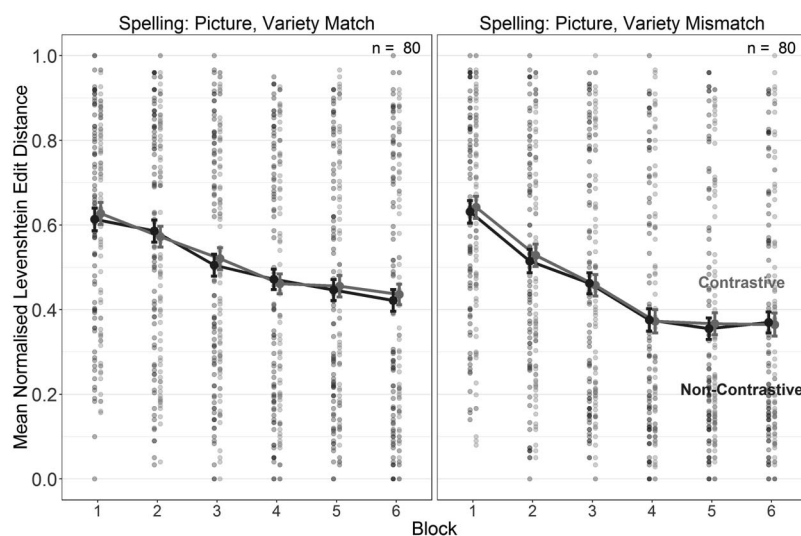 Spelling: Picture, Variety Match
Spelling: Picture, Variety Mismatch
n = 80
n = 80
Mean Normalised Levenshtein Edit Distance
1.0
0.8
0.6
0.4
0.2
0.0
Contrastive
Non-Contrastive
1 2 3 4 5 6
1 2 3 4 5 6
Block